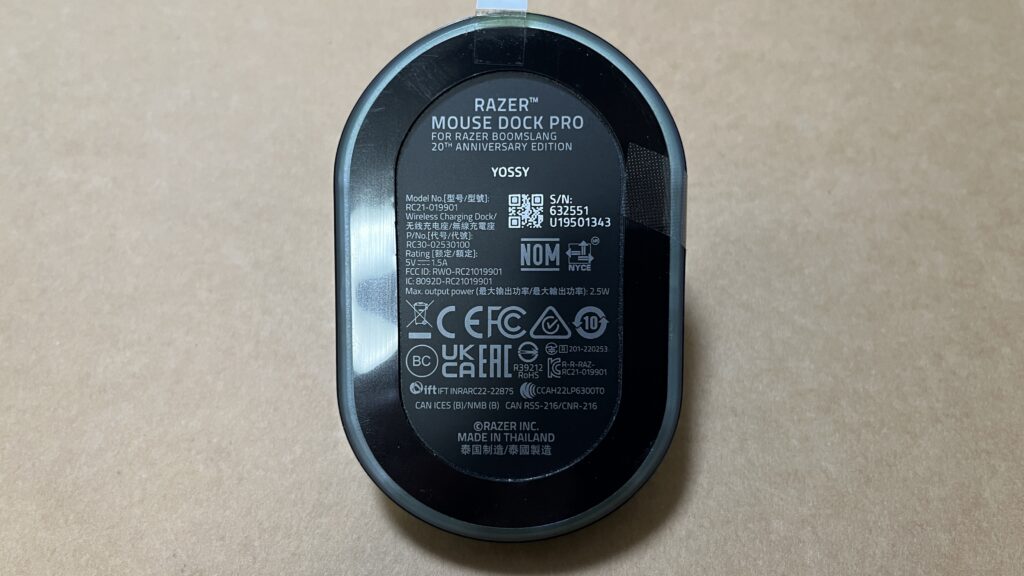 RAZER™
MOUSE DOCK PRO
FOR RAZER BOOMSLANG
20TH ANNIVERSARY EDITION
YOSSY
Model No.[型号/型號]:
RC21-019901
Wireless Charging Dock/
无线充电座/無線充電座
P/No.[代号/代號]:
RC30-02530100
Rating [额定/額定]:
5V⎓1.5A
FCC ID: RWO-RC21019901
IC: 8092D-RC21019901
Max. output power (最大输出功率/最大輸出功率): 2.5W
S/N:
632551
U19501343
NOM
NYCE
CE FC 10
BC UKCA EAC
R39212
RoHS
201-220253
R-R-RAZ-
RC21-019901
ift IFT INRARC22-22875
CCAH22LP6300T0
CAN ICES (B)/NMB (B) CAN RSS-216/CNR-216
©RAZER INC.
MADE IN THAILAND
泰国制造/泰國製造